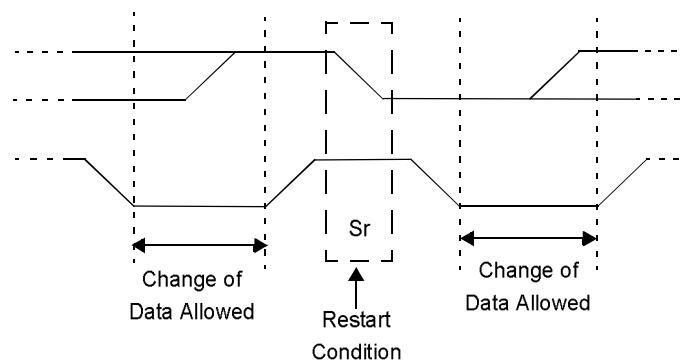 Sr
Change of
Data Allowed
Change of
Data Allowed
Restart
Condition